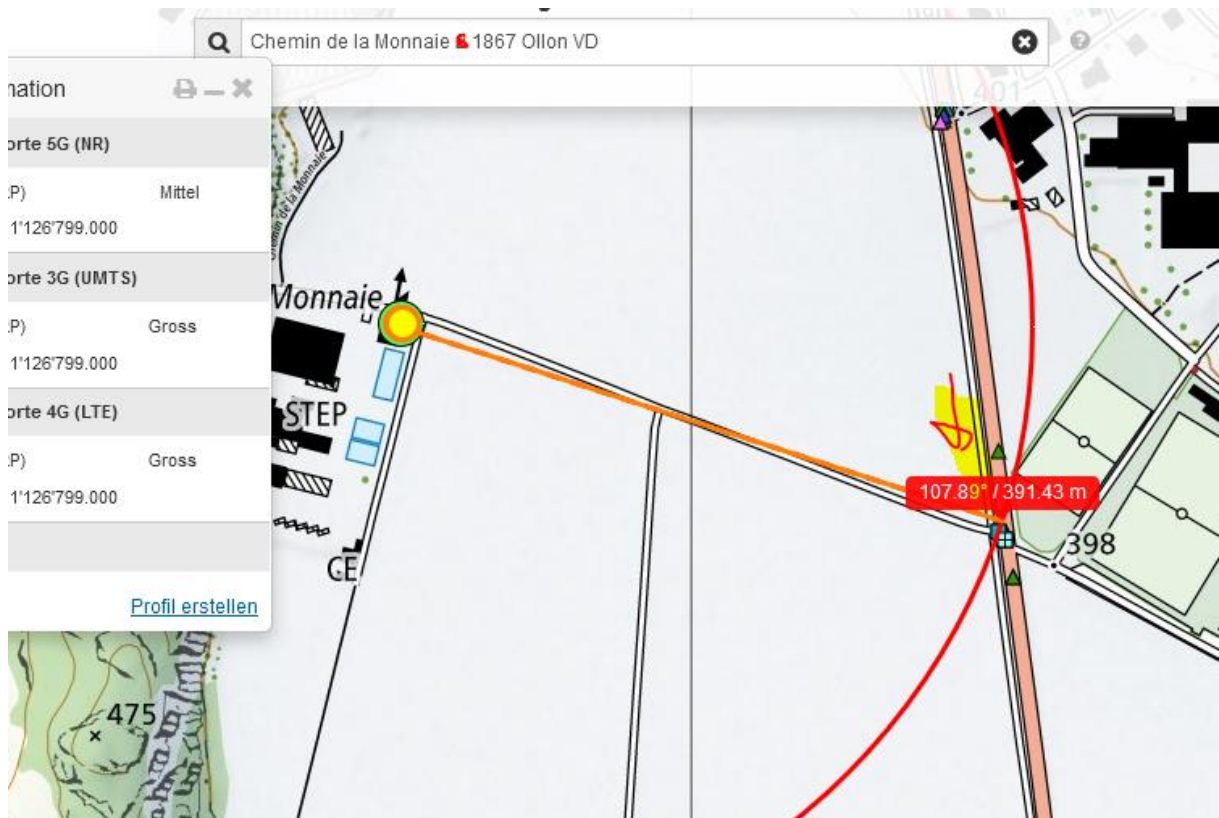 Chemin de la Monnaie 1867 Ollon VD
401
mation
orte 5G (NR)
P) Mittel
1'126'799.000
orte 3G (UMTS)
P) Gross
1'126'799.000
orte 4G (LTE)
P) Gross
1'126'799.000
Profil erstellen
Chemin de la Monnaie
Monnaie
STEP
107.89° / 391.43 m
398
CE
475